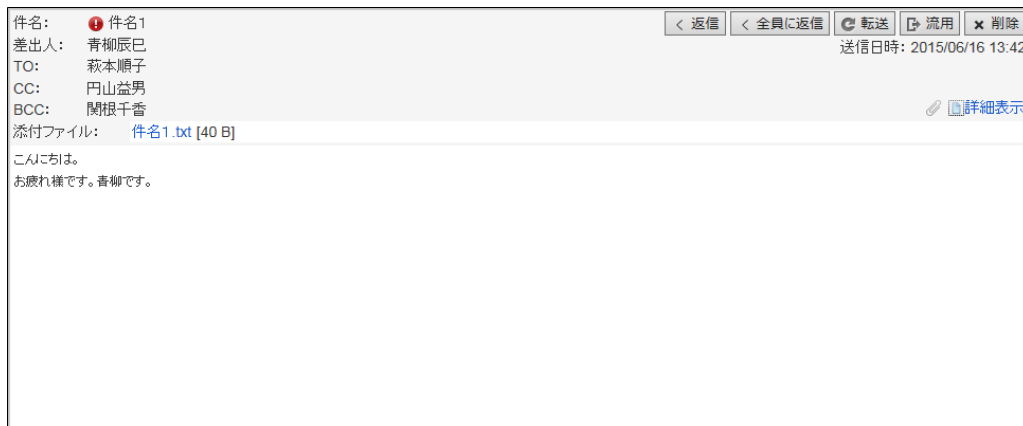 件名： 件名1 < 返信 < 全員に返信 転送 流用 × 削除
差出人： 青柳辰巳 送信日時： 2015/06/16 13:42
TO: 萩本順子
CC: 円山益男
BCC: 関根千香 詳細表示
添付ファイル： 件名1.txt [40 B]
こんにちは。
お疲れ様です。青柳です。